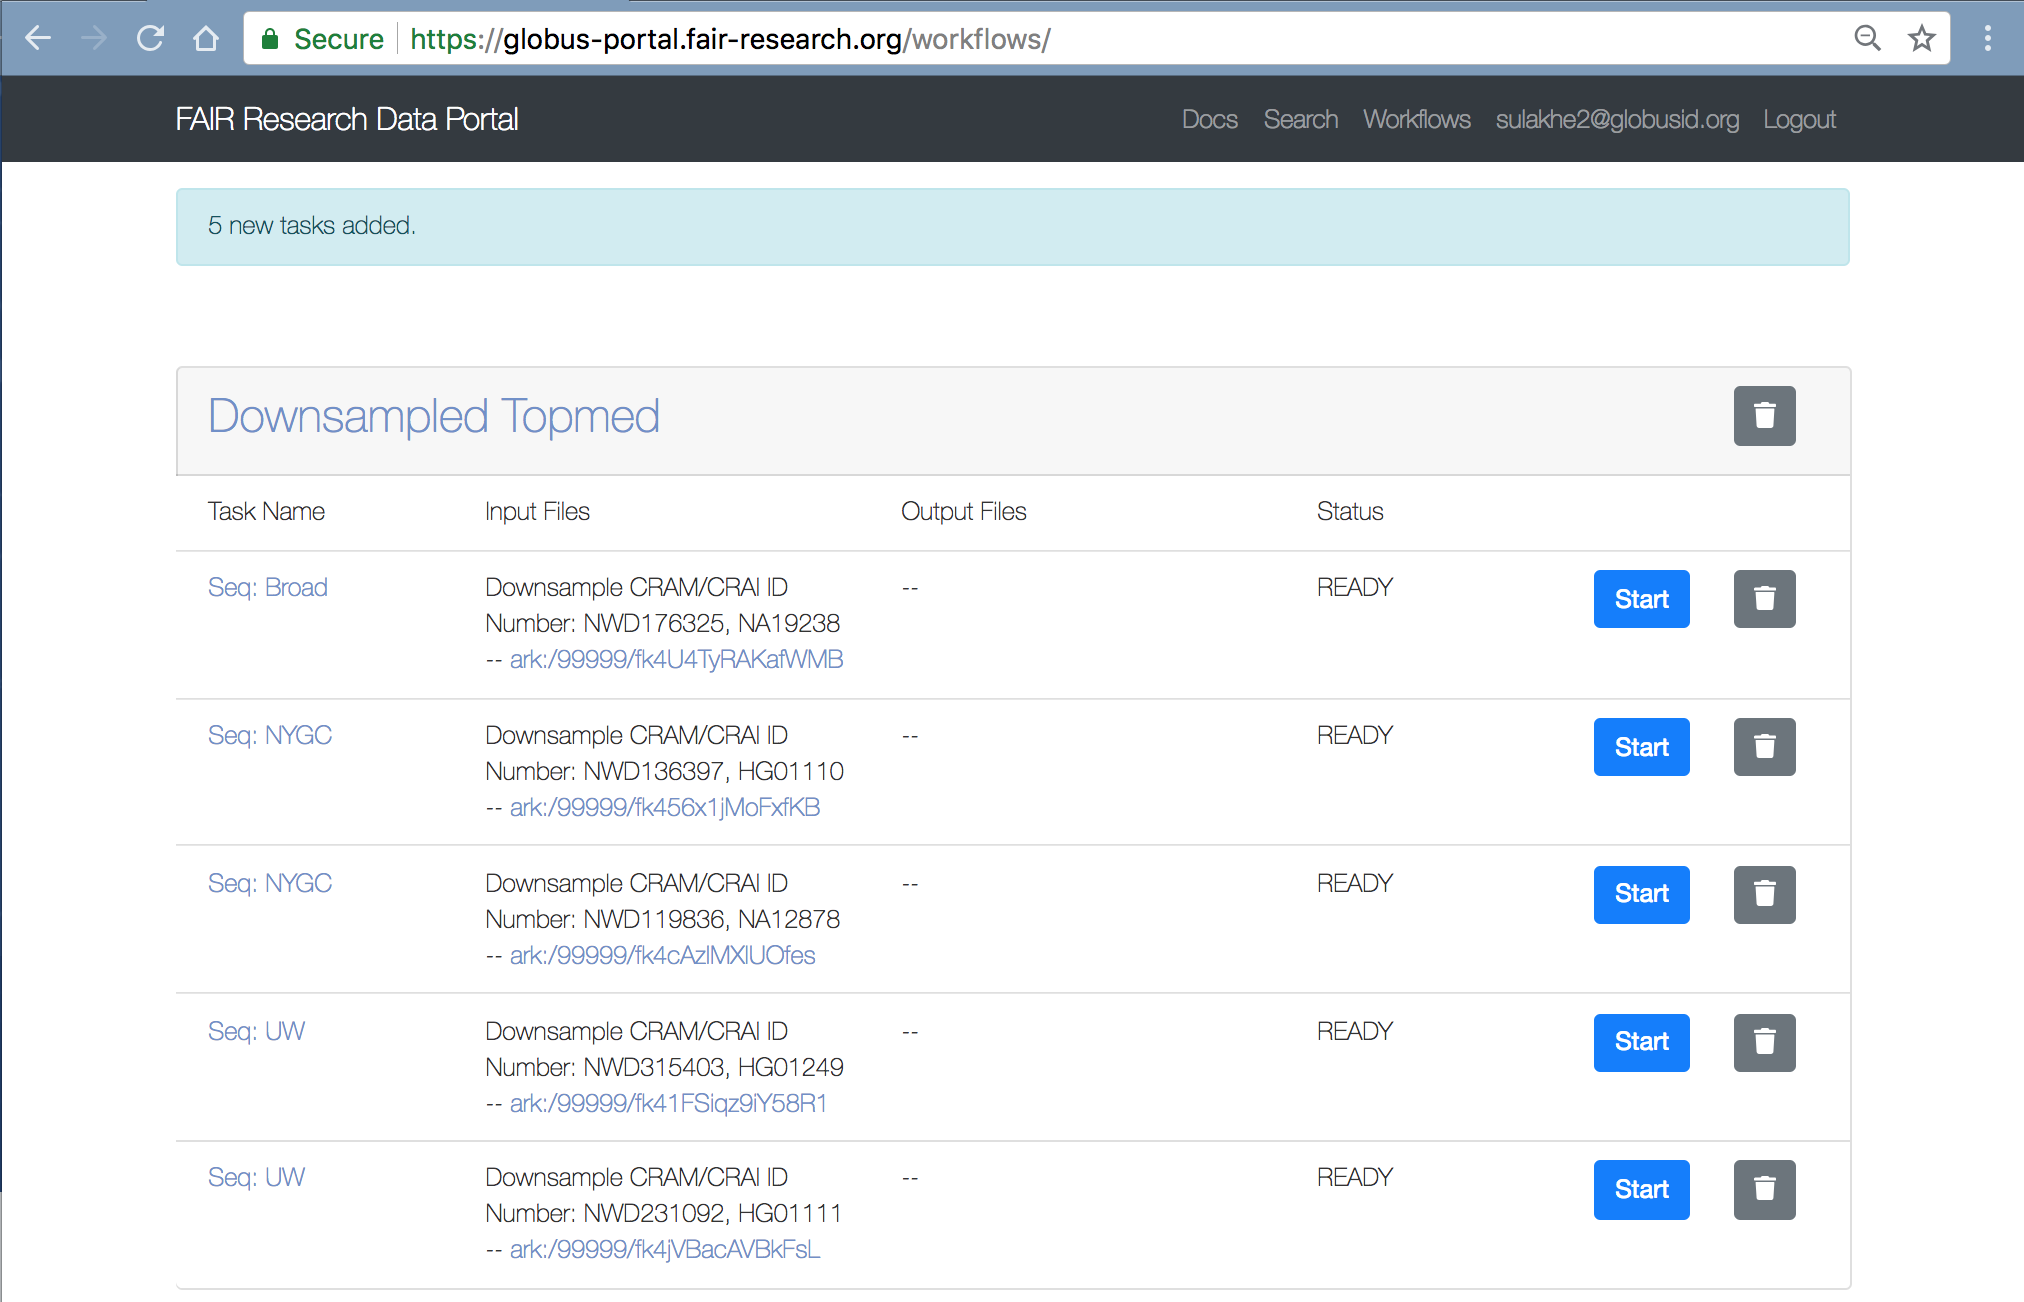 Secure https://globus-portal.fair-research.org/workflows/
FAIR Research Data Portal Docs Search Workflows sulakhe2@globusid.org Logout
5 new tasks added.
Downsampled Topmed
Task Name Input Files Output Files Status
Seq: Broad Downsample CRAM/CRAI ID -- READY Start
Number: NWD176325, NA19238
-- ark:/99999/fk4U4TyRAKafWMB
Seq: NYGC Downsample CRAM/CRAI ID -- READY Start
Number: NWD136397, HG01110
-- ark:/99999/fk456x1jMoFxfKB
Seq: NYGC Downsample CRAM/CRAI ID -- READY Start
Number: NWD119836, NA12878
-- ark:/99999/fk4cAzIMXlUOfes
Seq: UW Downsample CRAM/CRAI ID -- READY Start
Number: NWD315403, HG01249
-- ark:/99999/fk41FSiqz9iY58R1
Seq: UW Downsample CRAM/CRAI ID -- READY Start
Number: NWD231092, HG01111
-- ark:/99999/fk4jVBacAVBkFsL